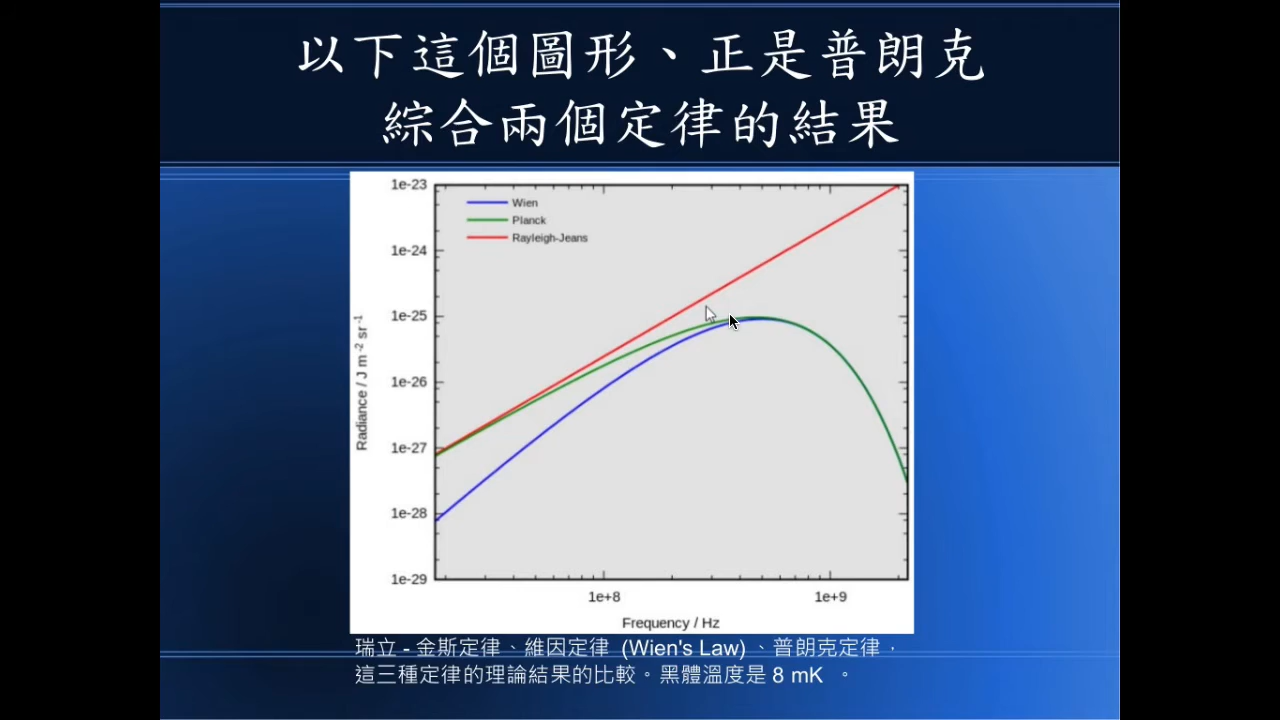 以下這個圖形、正是普朗克
綜合兩個定律的結果
1e-23
Wien
Planck
Rayleigh-Jeans
1e-24
1e-25
1e-26
1e-27
1e-28
1e-29
Radiance / J m-2 sr-1
1e+8
1e+9
Frequency / Hz
瑞立 - 金斯定律、維因定律 (Wien's Law) 、普朗克定律，
這三種定律的理論結果的比較。黑體溫度是 8 mK 。